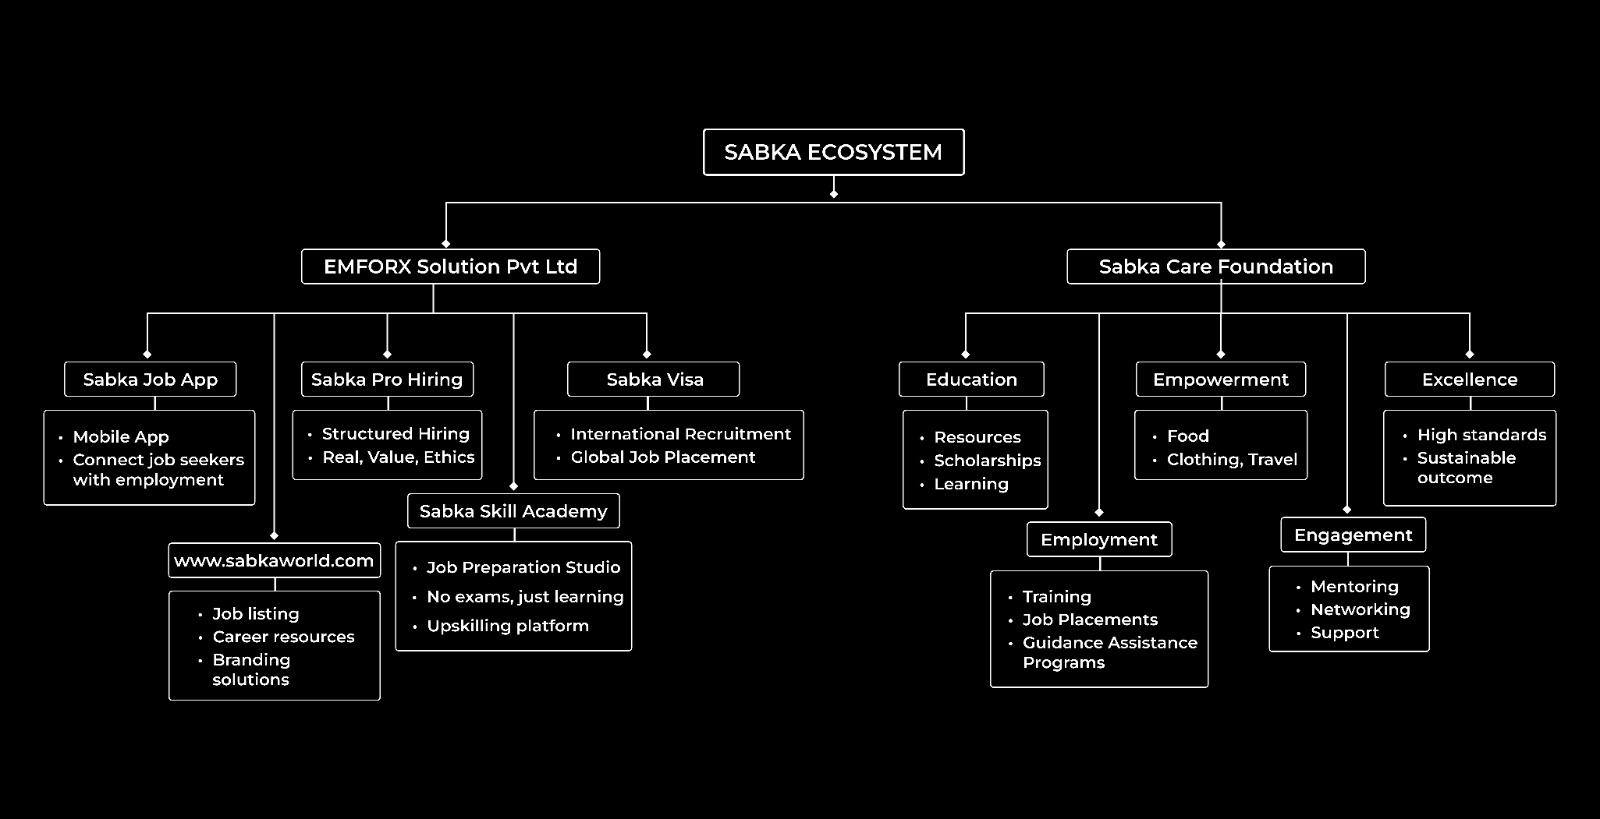 SABKA ECOSYSTEM
EMFORX Solution Pvt Ltd
Sabka Job App
• Mobile App
• Connect job seekers
with employment
www.sabkaworld.com
• Job listing
• Career resources
• Branding
solutions
Sabka Pro Hiring
• Structured Hiring
• Real, Value, Ethics
Sabka Skill Academy
• Job Preparation Studio
• No exams, just learning
• Upskilling platform
Sabka Visa
• International Recruitment
• Global Job Placement
Sabka Care Foundation
Education
• Resources
• Scholarships
• Learning
Employment
• Training
• Job Placements
• Guidance Assistance
Programs
Empowerment
• Food
• Clothing, Travel
Engagement
• Mentoring
• Networking
• Support
Excellence
• High standards
• Sustainable
outcome